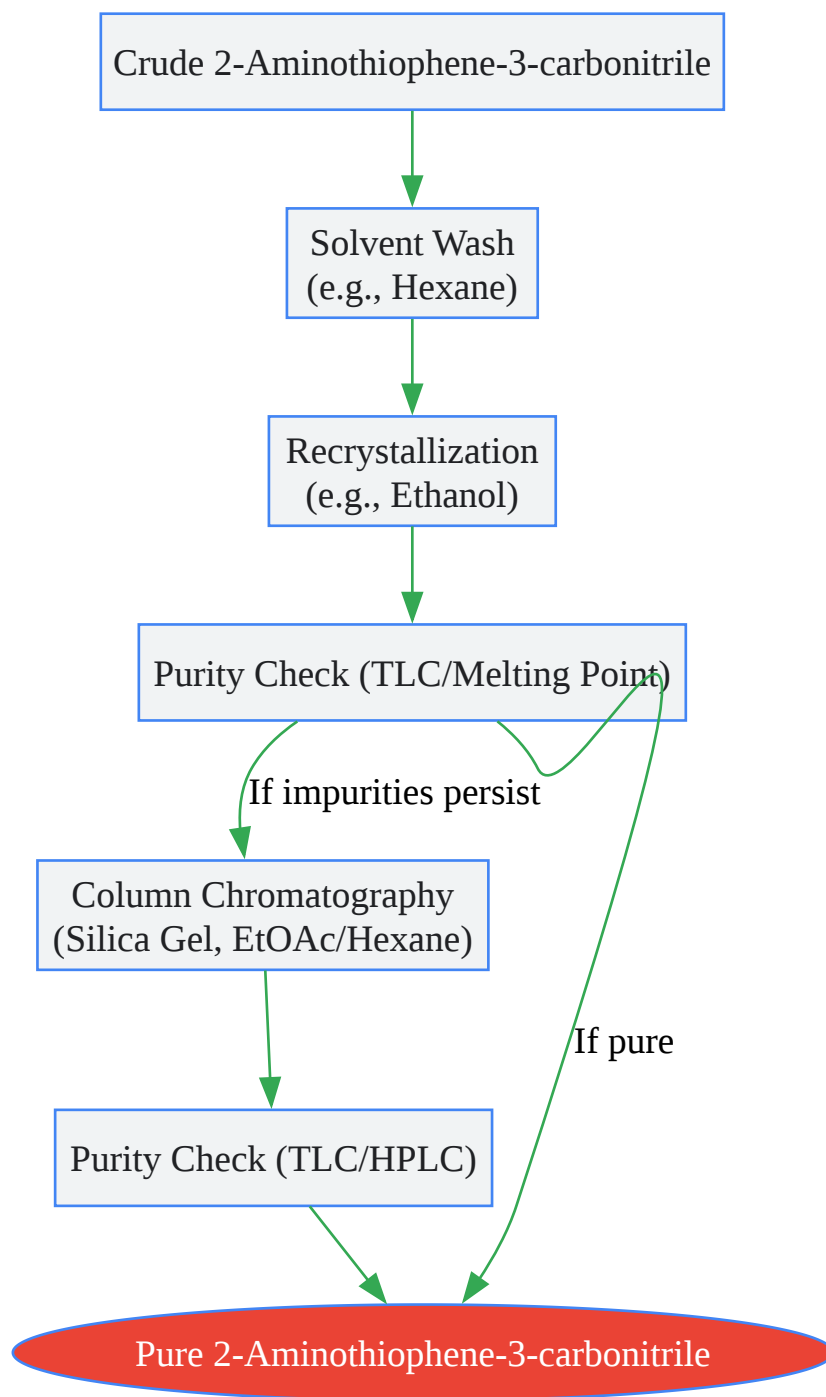 Crude 2-Aminothiophene-3-carbonitrile
Solvent Wash
(e.g., Hexane)
Recrystallization
(e.g., Ethanol)
Purity Check (TLC/Melting Point)
If impurities persist
Column Chromatography
(Silica Gel, EtOAc/Hexane)
If pure
Purity Check (TLC/HPLC)
Pure 2-Aminothiophene-3-carbonitrile